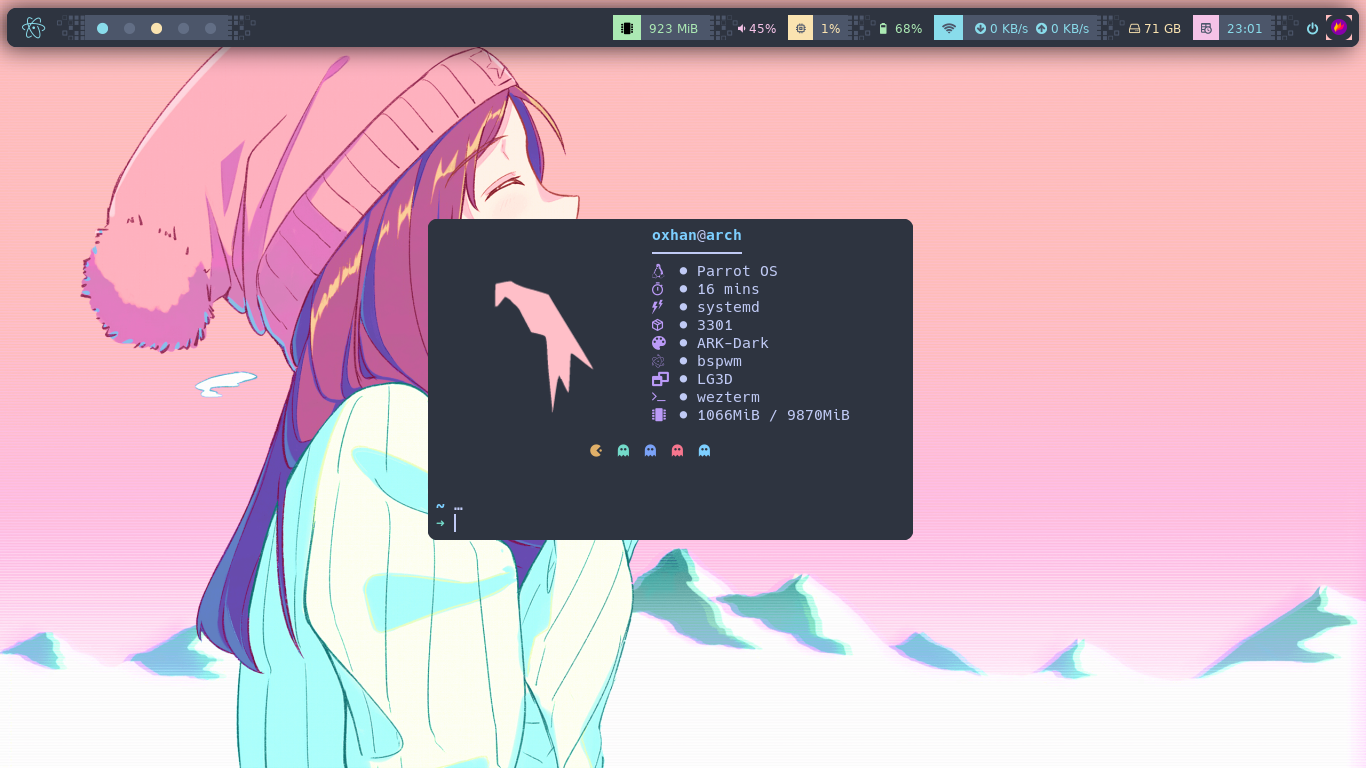 923 MiB 45% 1% 68% 0 KB/s 0 KB/s 71 GB 23:01
oxhan@arch
● Parrot OS
● 16 mins
● systemd
● 3301
● ARK-Dark
● bspwm
● LG3D
● wezterm
● 1066MiB / 9870MiB
~ …
➜